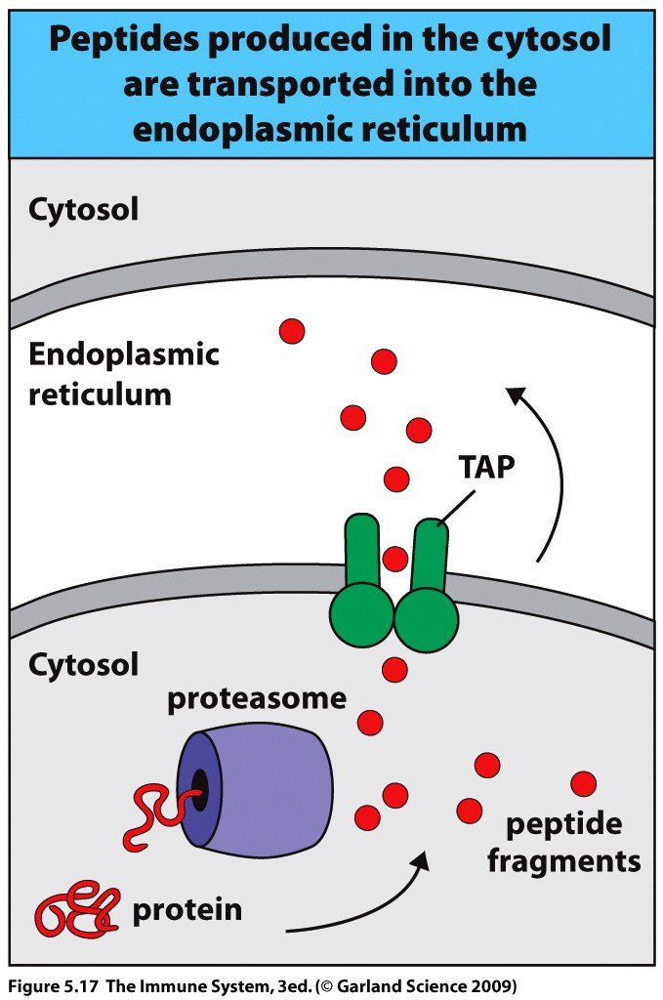 Peptides produced in the cytosol
are transported into the
endoplasmic reticulum
Cytosol
Endoplasmic
reticulum
TAP
Cytosol
proteasome
peptide
fragments
protein
Figure 5.17 The Immune System, 3ed. (© Garland Science 2009)